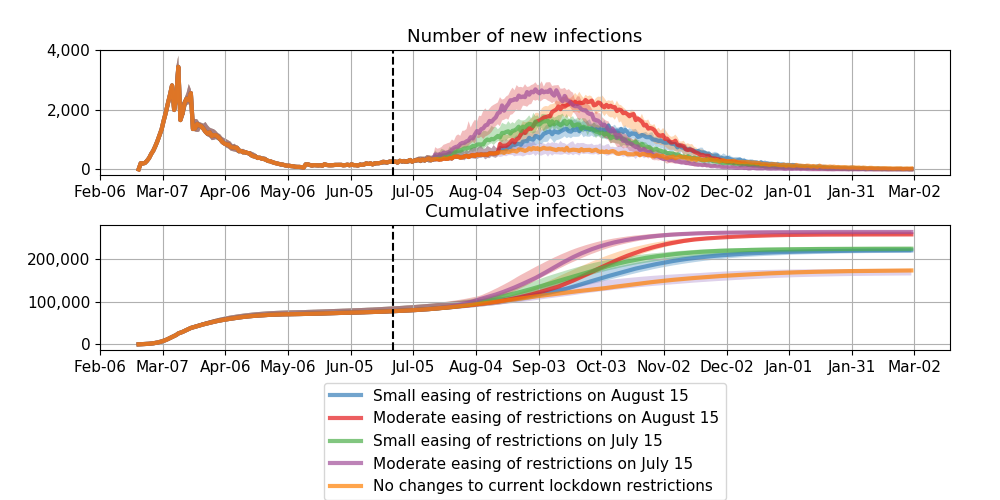 Number of new infections
4,000
2,000
0
Feb-06 Mar-07 Apr-06 May-06 Jun-05 Jul-05 Aug-04 Sep-03 Oct-03 Nov-02 Dec-02 Jan-01 Jan-31 Mar-02
Cumulative infections
200,000
100,000
0
Feb-06 Mar-07 Apr-06 May-06 Jun-05 Jul-05 Aug-04 Sep-03 Oct-03 Nov-02 Dec-02 Jan-01 Jan-31 Mar-02
Small easing of restrictions on August 15
Moderate easing of restrictions on August 15
Small easing of restrictions on July 15
Moderate easing of restrictions on July 15
No changes to current lockdown restrictions